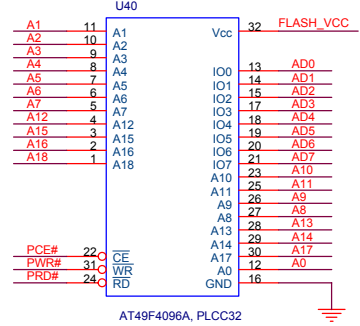 U40
A1 11 A1 Vcc 32 FLASH_VCC
A2 10 A2
A3 9 A3
A4 8 A4 IO0 13 AD0
A5 7 A5 IO1 14 AD1
A6 6 A6 IO2 15 AD2
A7 5 A7 IO3 17 AD3
A12 4 A12 IO4 18 AD4
A15 3 A15 IO5 19 AD5
A16 2 A16 IO6 20 AD6
A18 1 A18 IO7 21 AD7
A10 23 A10
A11 25 A11
A9 26 A9
A8 27 A8
A13 28 A13
A14 29 A14
PCE# 22 CE A17 30 A17
PWR# 31 WR A0 12 A0
PRD# 24 RD GND 16
AT49F4096A, PLCC32